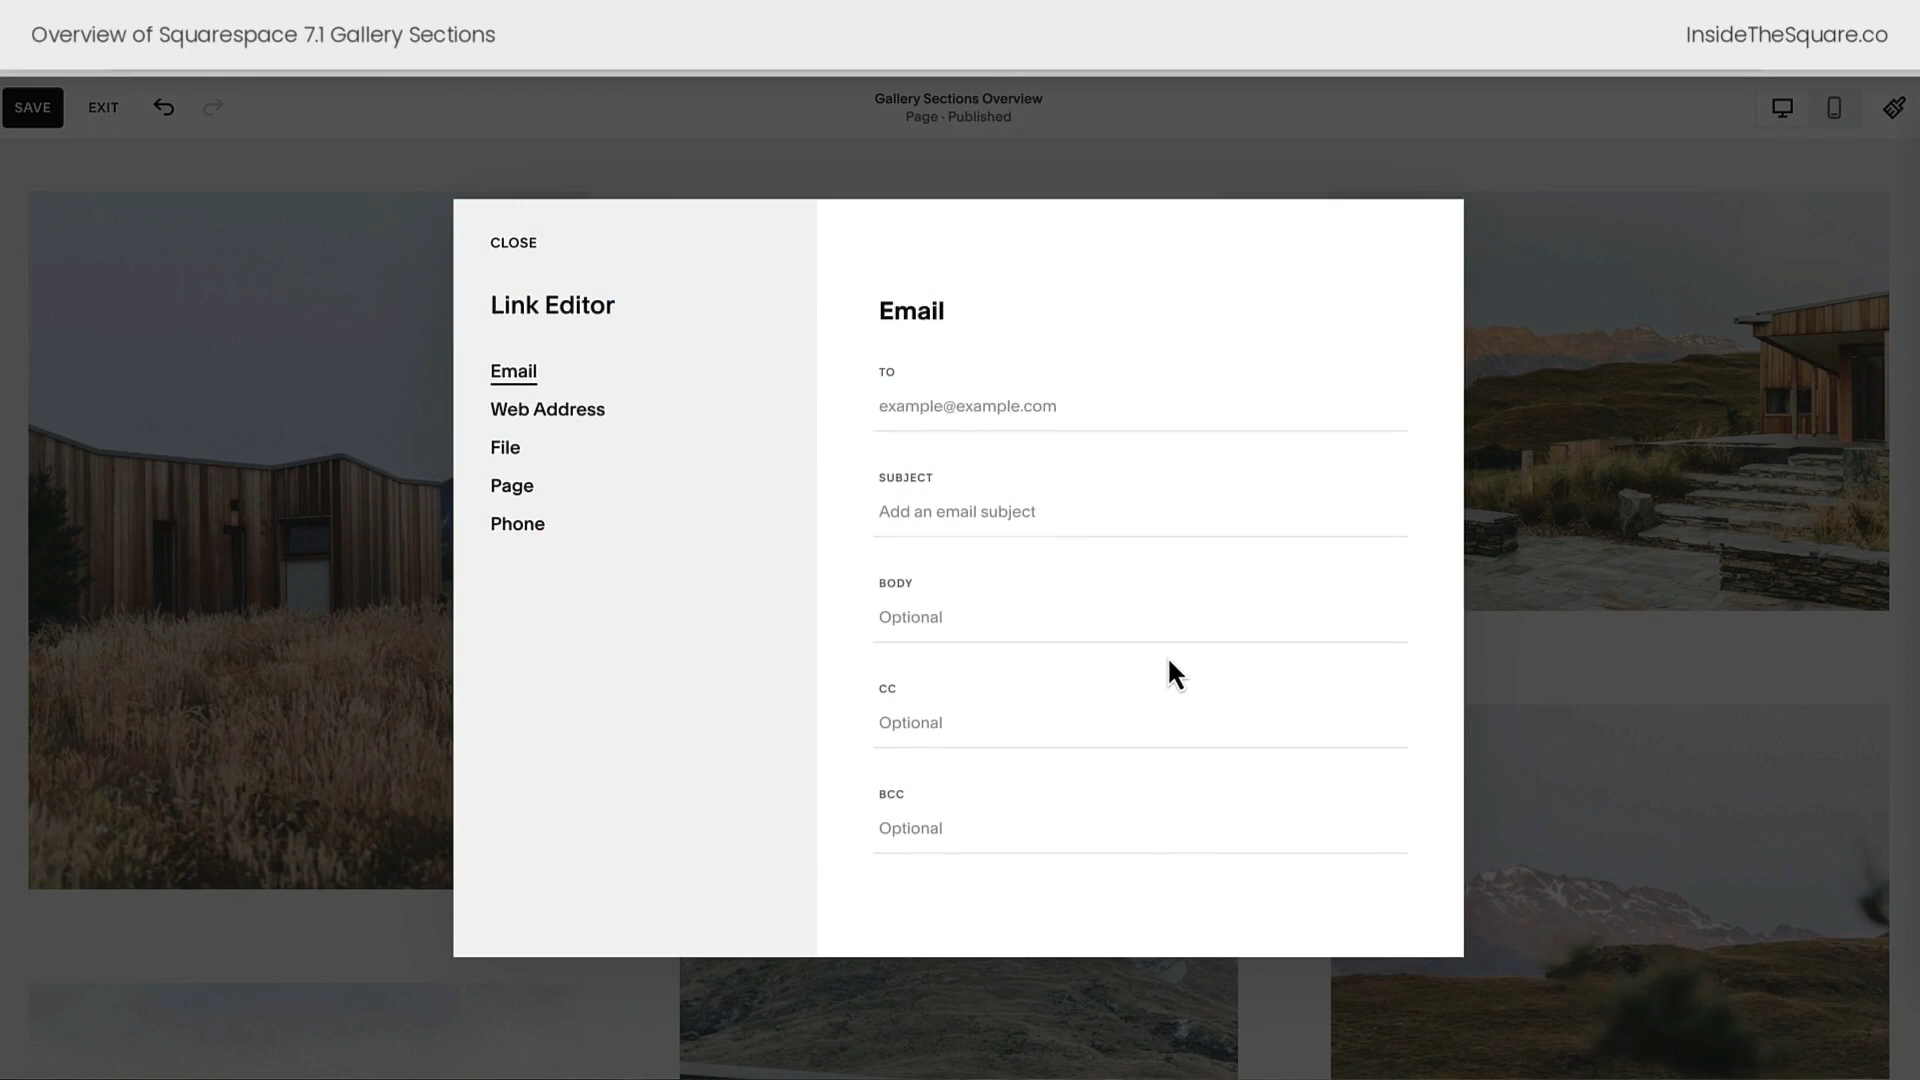 Overview of Squarespace 7.1 Gallery Sections
InsideTheSquare.co
SAVE
EXIT
Gallery Sections Overview
Page · Published
CLOSE
Link Editor
Email
Web Address
File
Page
Phone
Email
TO
example@example.com
SUBJECT
Add an email subject
BODY
Optional
CC
Optional
BCC
Optional